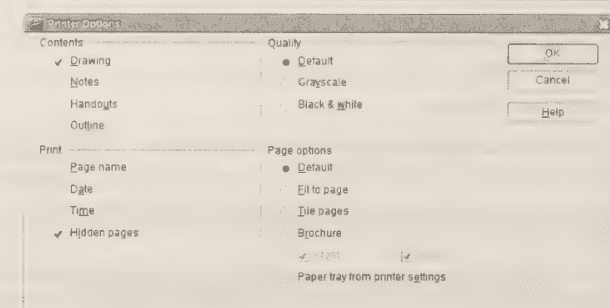 Printer Options
Contents
Drawing
Notes
Handouts
Outline
Quality
Default
Grayscale
Black & white
OK
Cancel
Help
Print
Page name
Date
Time
Hidden pages
Page options
Default
Fit to page
Tile pages
Brochure
Paper tray from printer settings